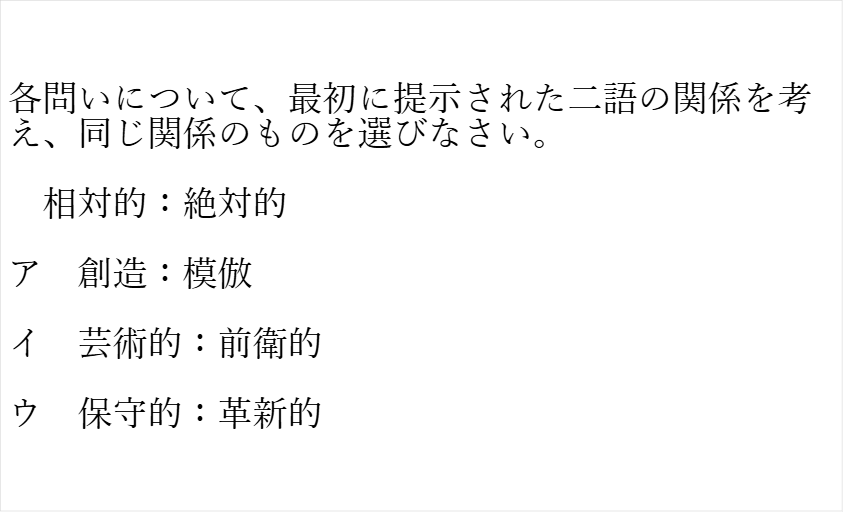 各問いについて、最初に提示された二語の関係を考
え、同じ関係のものを選びなさい。
相対的：絶対的
ア　創造：模倣
イ　芸術的：前衛的
ウ　保守的：革新的